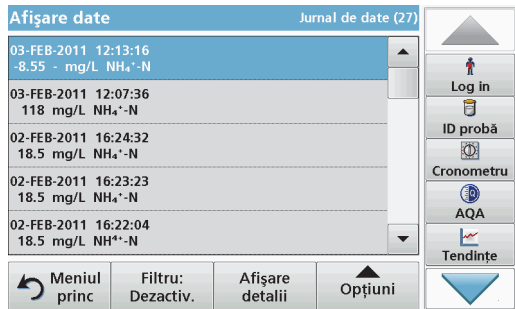 Afişare date
Jurnal de date (27)
03-FEB-2011 12:13:16
-8.55 - mg/L NH₄⁺-N
03-FEB-2011 12:07:36
118 mg/L NH₄⁺-N
02-FEB-2011 16:24:32
18.5 mg/L NH₄⁺-N
02-FEB-2011 16:23:23
18.5 mg/L NH₄⁺-N
02-FEB-2011 16:22:04
18.5 mg/L NH⁴⁺-N
Log in
ID probă
Cronometru
AQA
Tendințe
Meniul
princ
Filtru:
Dezactiv.
Afişare
detalii
Opțiuni